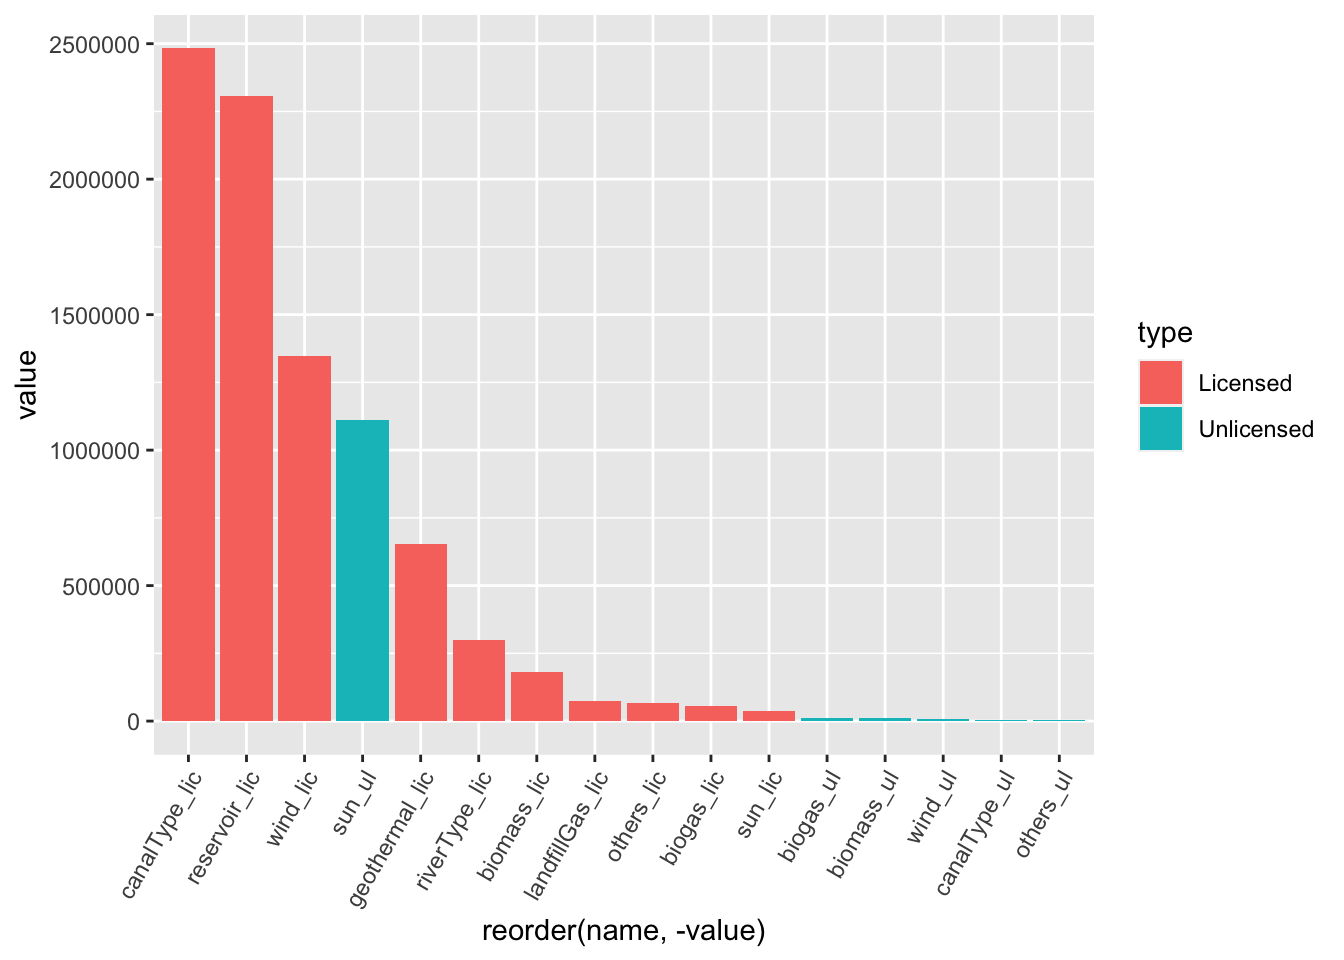 2500000
2000000
1500000
1000000
500000
0
value
canalType_lic
reservoir_lic
wind_lic
sun_ul
geothermal_lic
riverType_lic
biomass_lic
landfillGas_lic
others_lic
biogas_lic
sun_lic
biogas_ul
biomass_ul
wind_ul
canalType_ul
others_ul
reorder(name, -value)
type
Licensed
Unlicensed